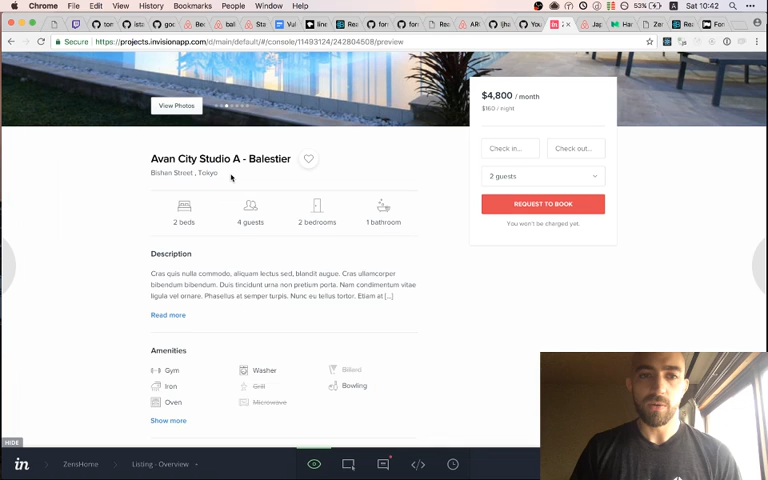 Chrome File Edit View History Bookmarks People Window Help
53% Sat 10:42
Secure https://projects.invisionapp.com/d/main/default/#/console/11493124/242804508/preview
View Photos
$4,800 / month
$160 / night
Check in...
Check out...
2 guests
REQUEST TO BOOK
You won't be charged yet.
Avan City Studio A - Balestier
Bishan Street , Tokyo
2 beds
4 guests
2 bedrooms
1 bathroom
Description
Cras quis nulla commodo, aliquam lectus sed, blandit augue. Cras ullamcorper
bibendum bibendum. Duis tincidunt urna non pretium porta. Nam condimentum vitae
ligula vel ornare. Phasellus at semper turpis. Nunc eu tellus tortor. Etiam at [...]
Read more
Amenities
Gym
Washer
Billard
Iron
Grill
Bowling
Oven
Microwave
Show more
HIDE
in
ZensHome
Listing - Overview